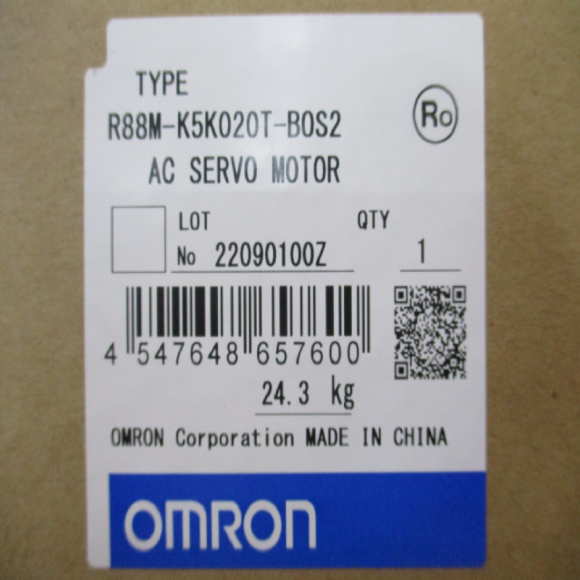 TYPE
R88M-K5K020T-BOS2
Ro
AC SERVO MOTOR
LOT QTY
No 22090100Z 1
4 547648 657600
24.3 kg
OMRON Corporation MADE IN CHINA
OMRON